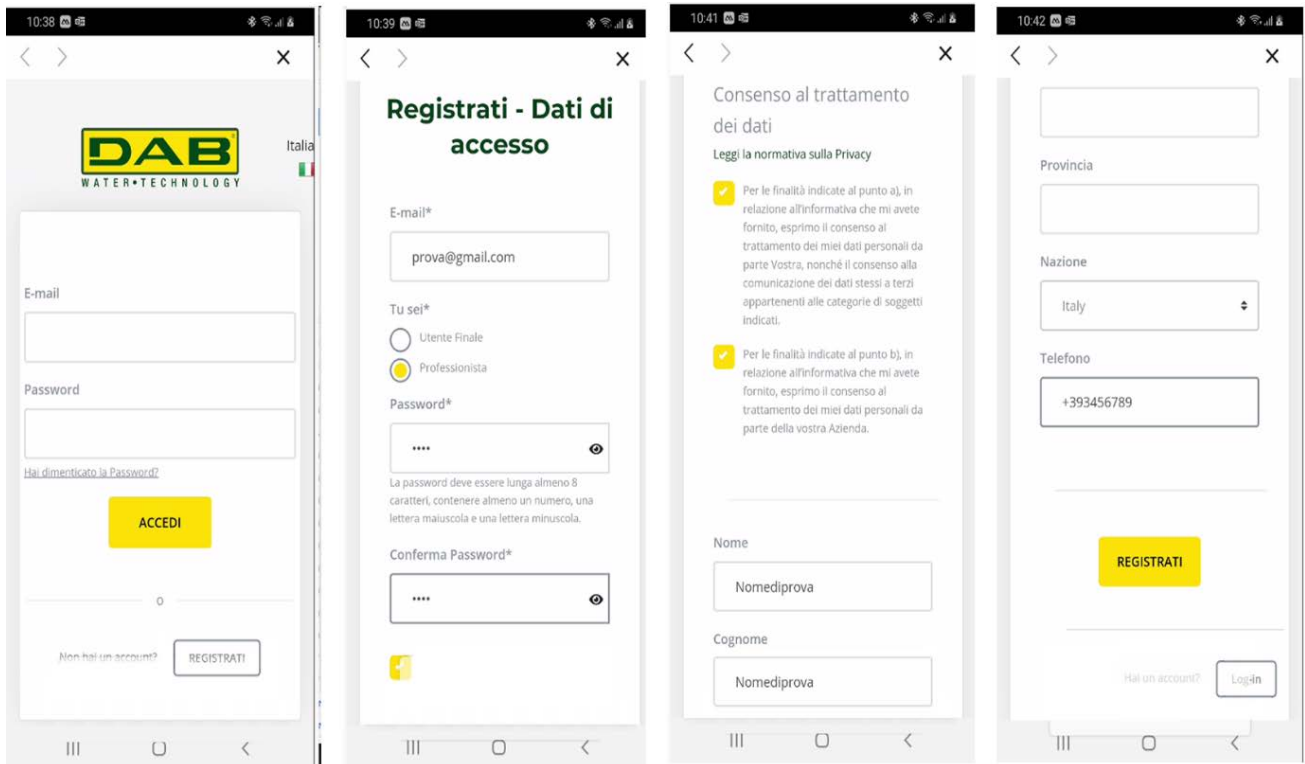 10:38
DAB
WATER•TECHNOLOGY
Italia
E-mail
Password
Hai dimenticato la Password?
ACCEDI
o
Non hai un account?
REGISTRATI
10:39
Registrati - Dati di
accesso
E-mail*
prova@gmail.com
Tu sei*
Utente Finale
Professionista
Password*
••••
La password deve essere lunga almeno 8
caratteri, contenere almeno un numero, una
lettera maiuscola e una lettera minuscola.
Conferma Password*
••••
10:41
Consenso al trattamento
dei dati
Leggi la normativa sulla Privacy
Per le finalità indicate al punto a), in
relazione all'informativa che mi avete
fornito, esprimo il consenso al
trattamento dei miei dati personali da
parte Vostra, nonché il consenso alla
comunicazione dei dati stessi a terzi
appartenenti alle categorie di soggetti
indicati.
Per le finalità indicate al punto b), in
relazione all'informativa che mi avete
fornito, esprimo il consenso al
trattamento dei miei dati personali da
parte della vostra Azienda.
Nome
Nomediprova
Cognome
Nomediprova
10:42
Provincia
Nazione
Italy
Telefono
+393456789
REGISTRATI
Hai un account?
Log-in